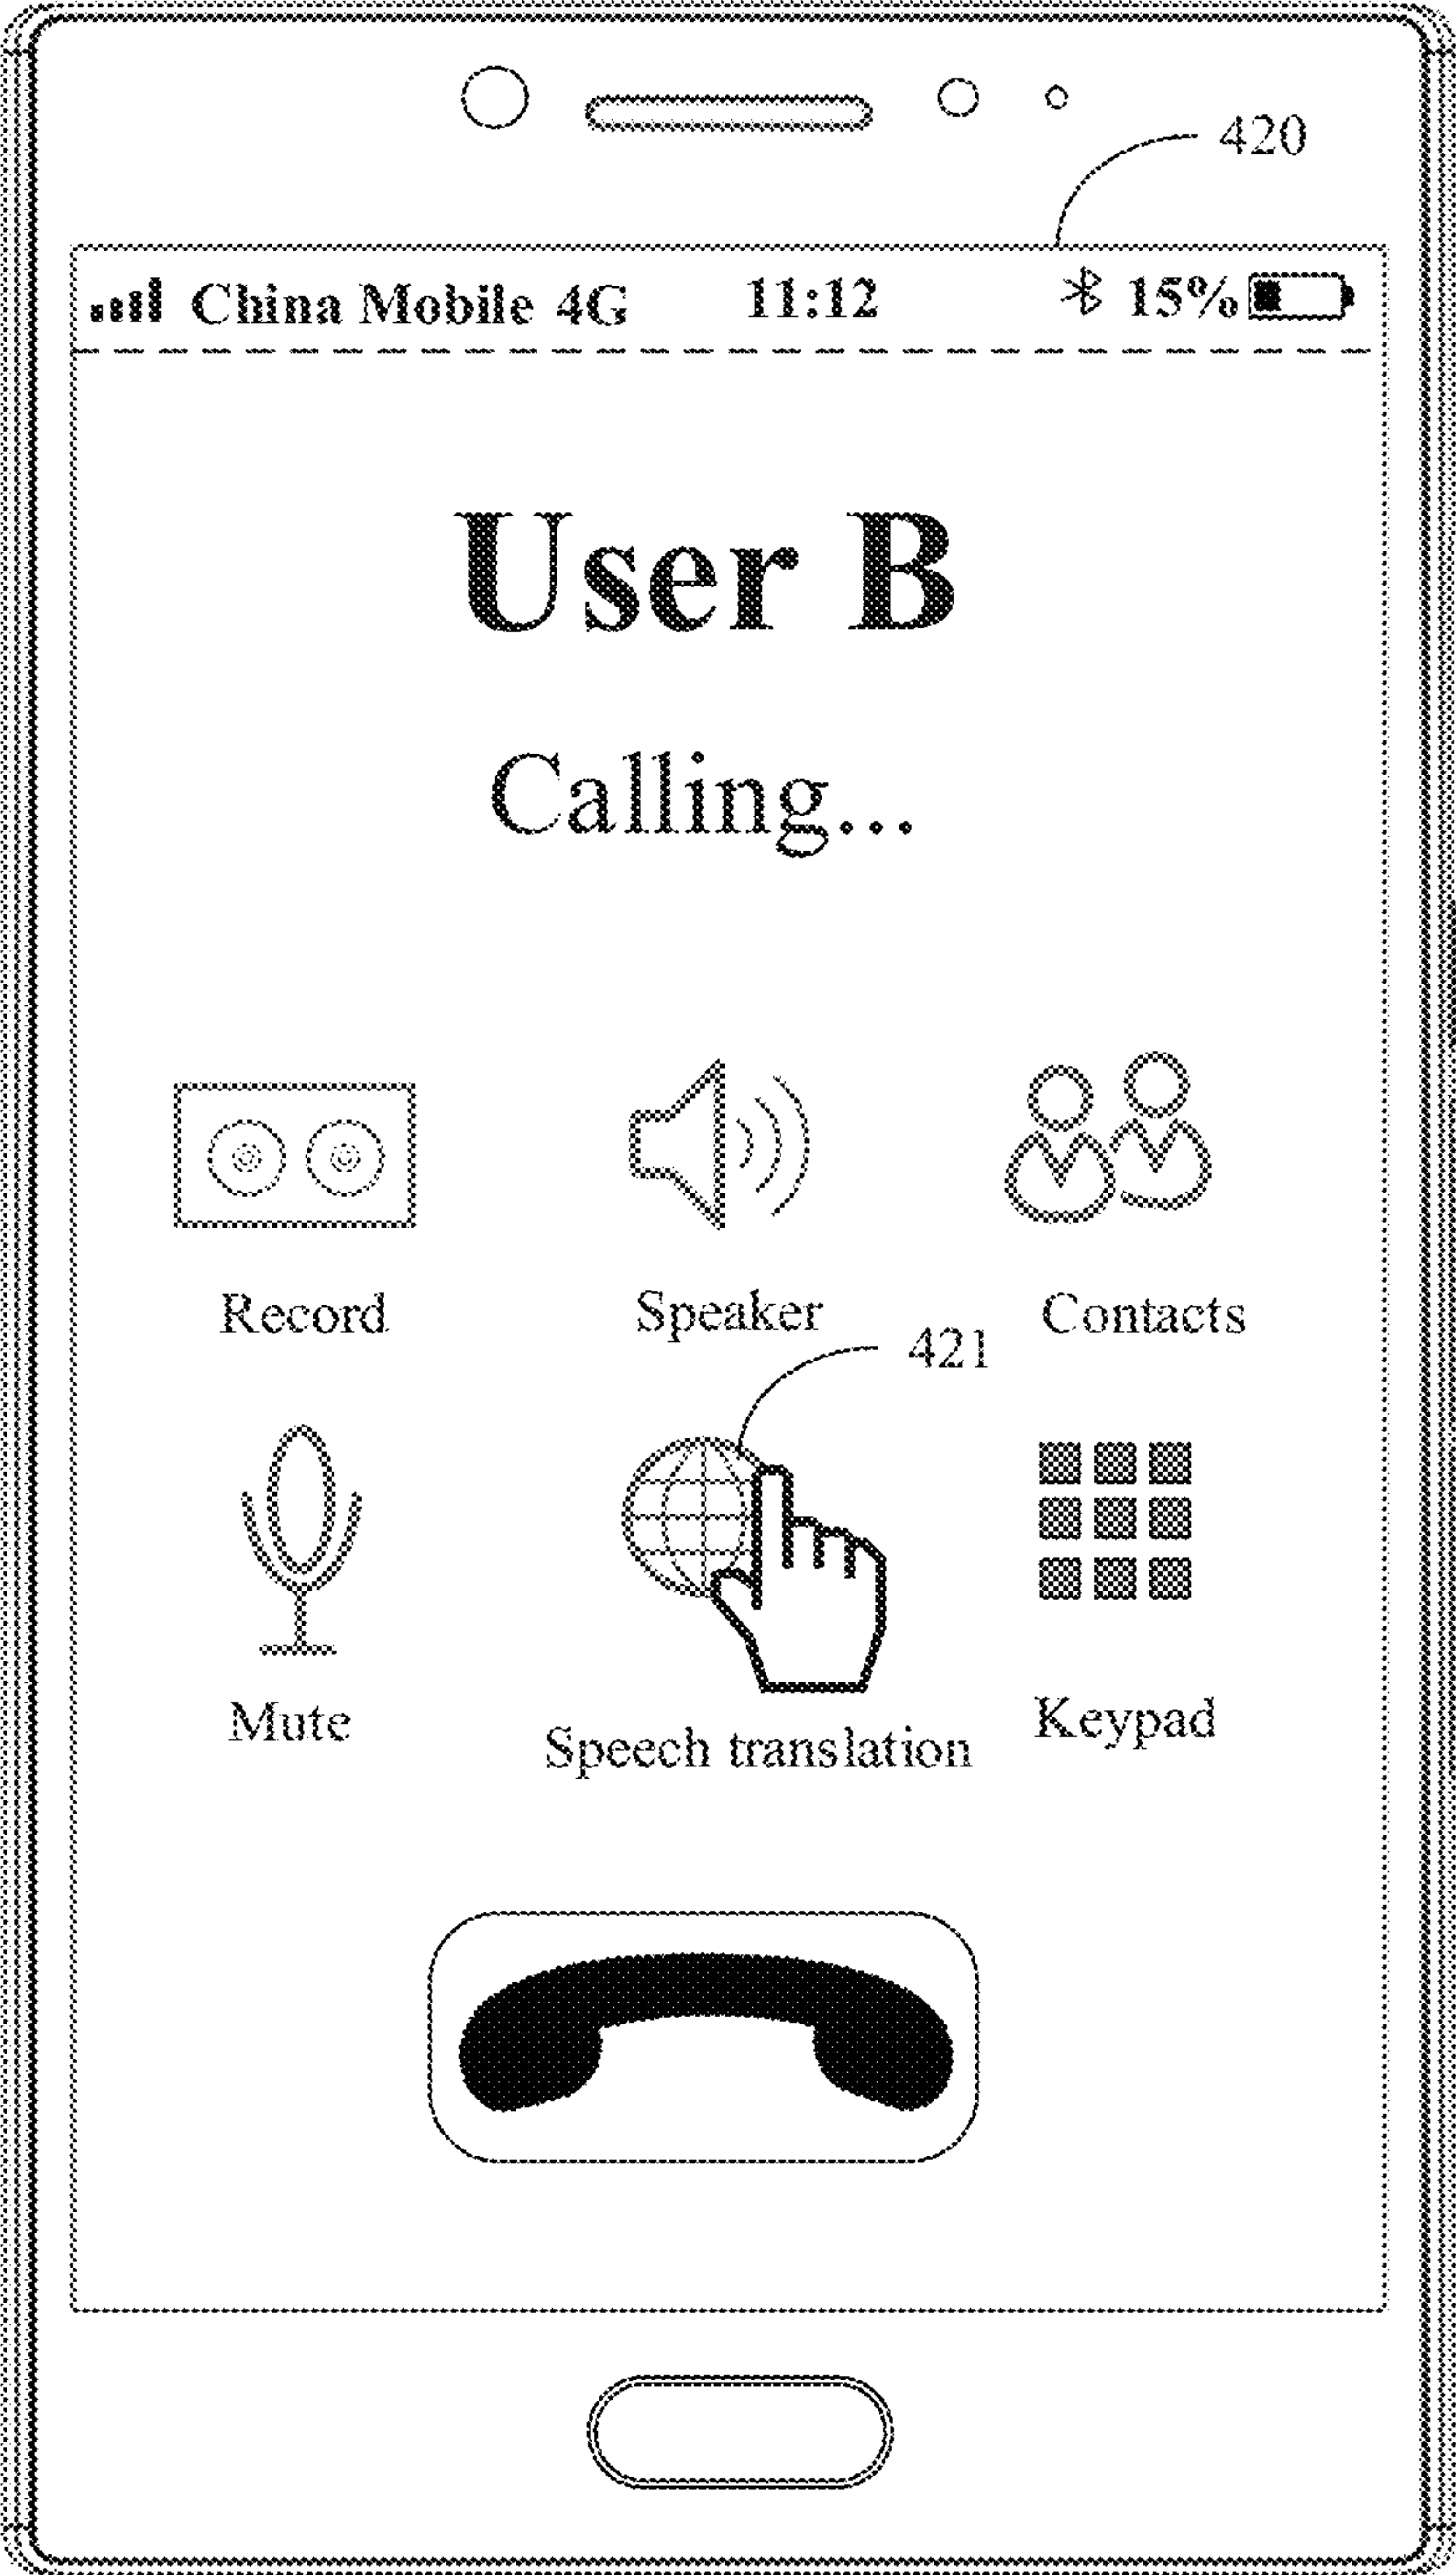 420
China Mobile 4G 11:12 15%
User B
Calling...
Record Speaker Contacts
421
Mute Speech translation Keypad